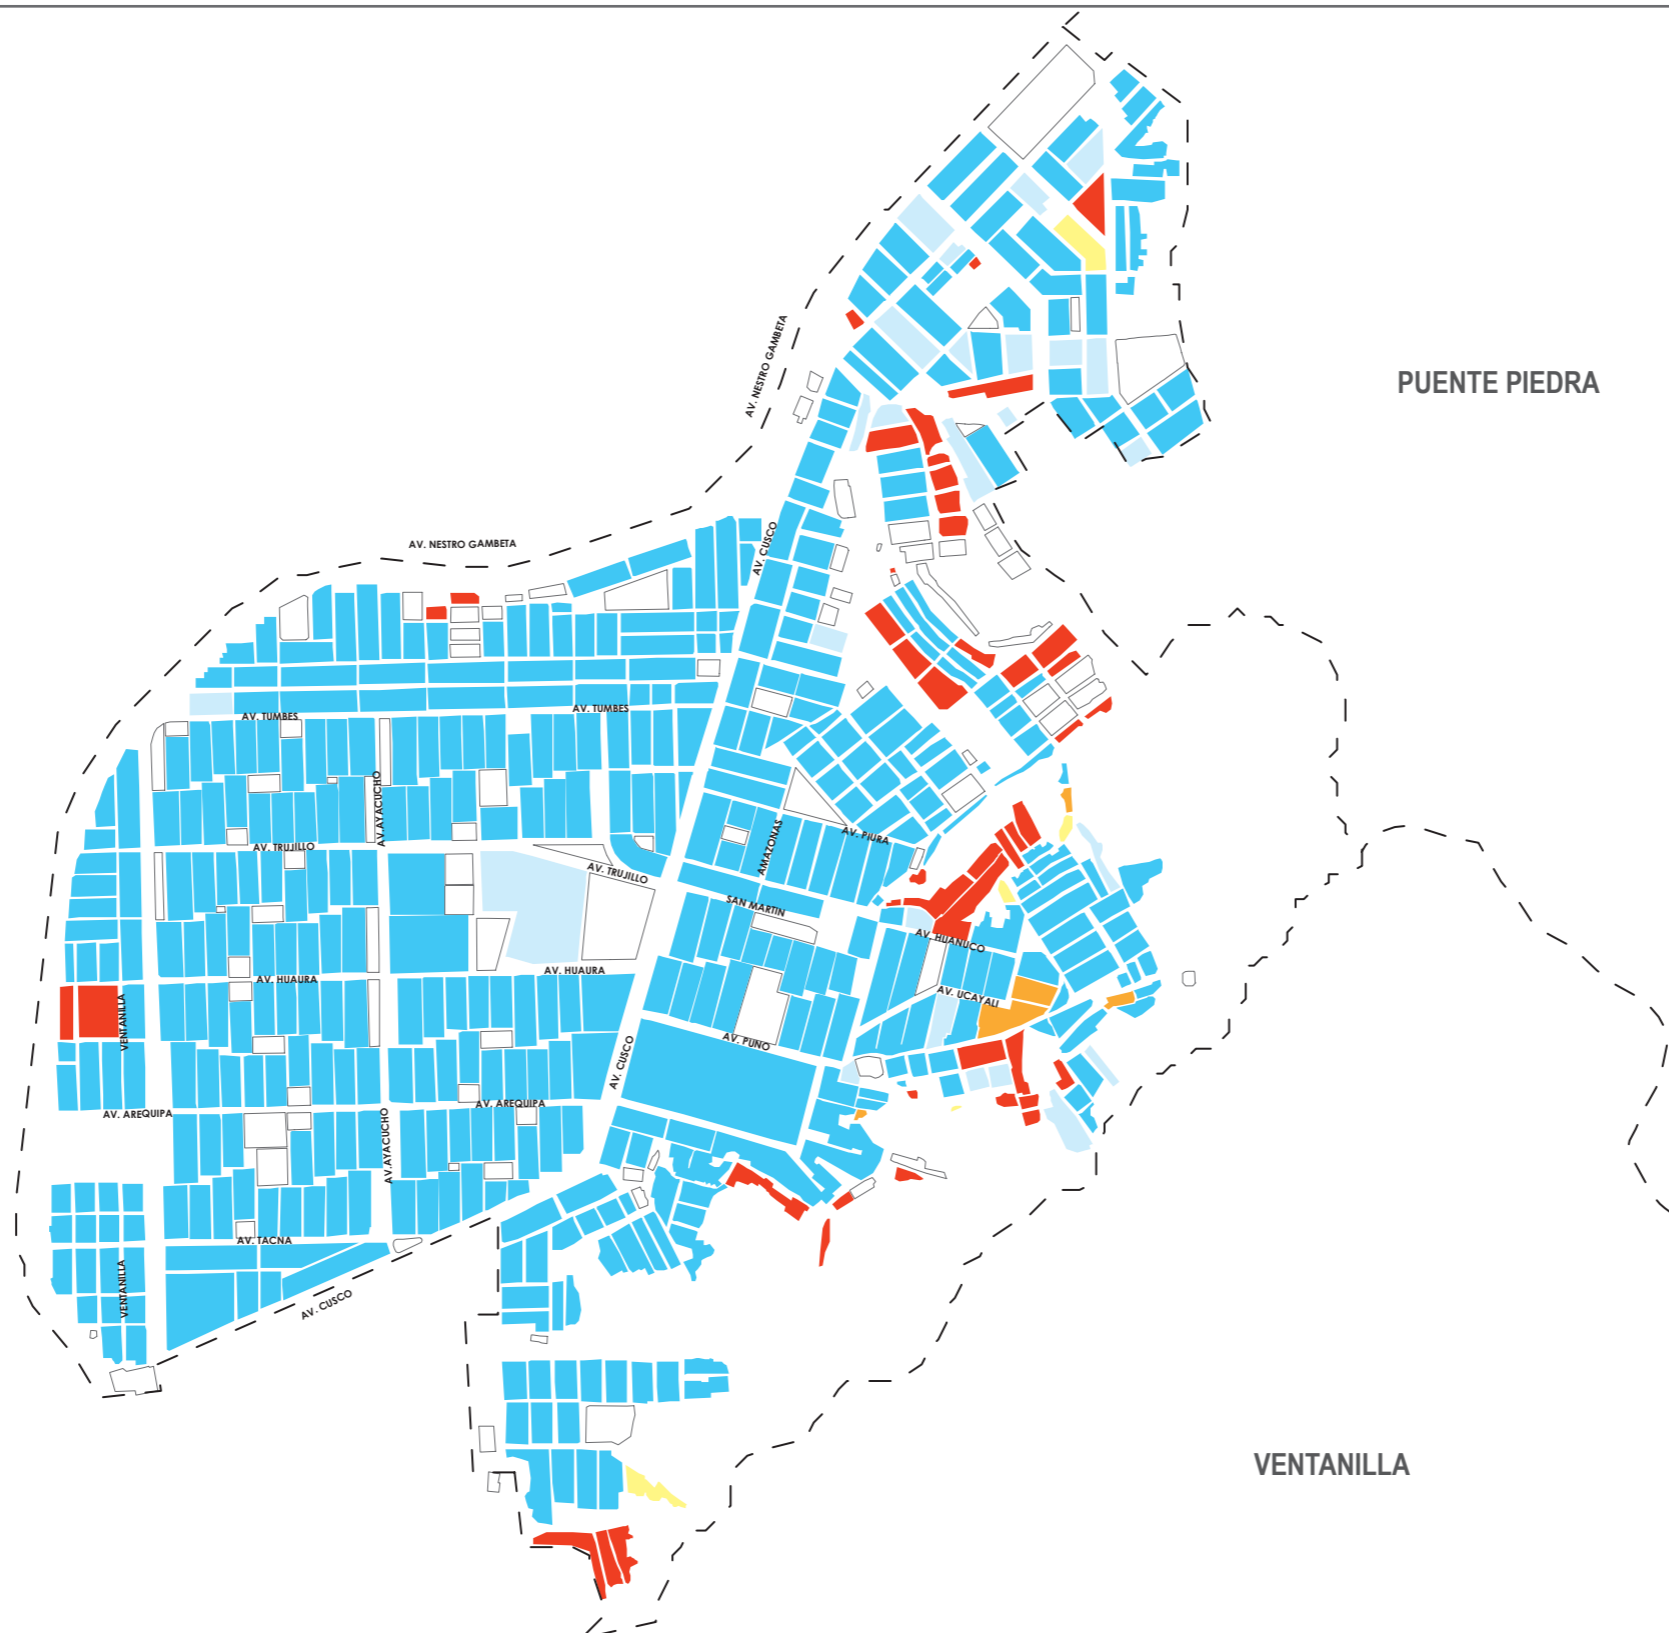 PUENTE PIEDRA
AV. NESTRO GAMBETA
AV. NESTRO GAMBETA
AV. CUSCO
AV. TUMBES
AV. TUMBES
AV.AYACUCHO
AV. TRUJILLO
AV. TRUJILLO
AMAZONAS
AV. PIURA
SAN MARTIN
AV. HUANUCO
AV. HUAURA
AV. HUAURA
AV. UCAYALI
VENTANILLA
AV. PUNO
AV. CUSCO
AV. AREQUIPA
AV. AREQUIPA
AV.AYACUCHO
AV. TACNA
VENTANILLA
AV. CUSCO
VENTANILLA